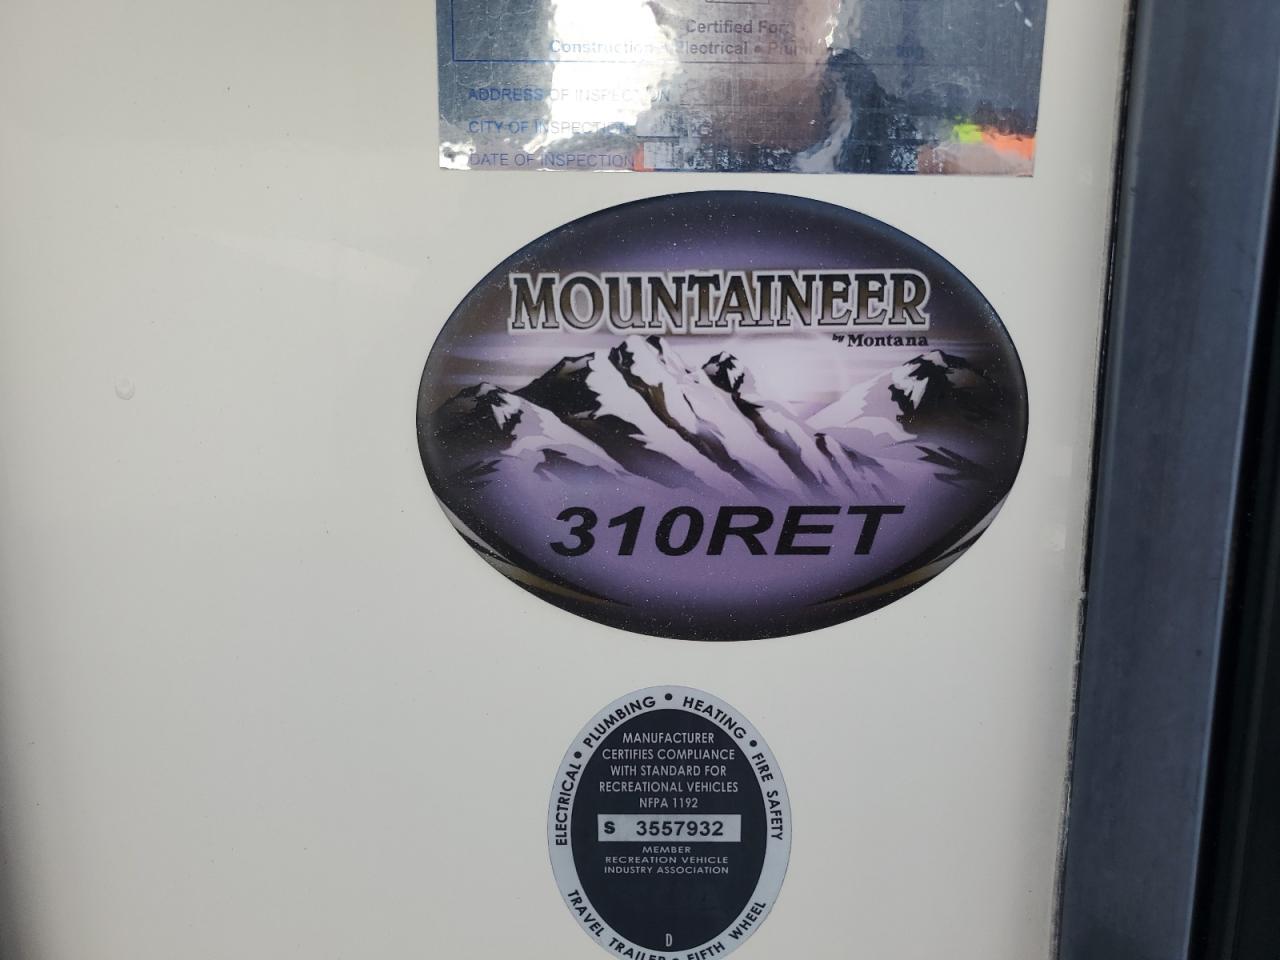 Certified For:
Construction • Electrical •
ADDRESS OF INSPECTION
CITY OF INSPECTION
DATE OF INSPECTION
MOUNTAINEER
by Montana
310RET
ELECTRICAL • PLUMBING • HEATING • FIRE SAFETY
MANUFACTURER
CERTIFIES COMPLIANCE
WITH STANDARD FOR
RECREATIONAL VEHICLES
NFPA 1192
S 3557932
MEMBER
RECREATION VEHICLE
INDUSTRY ASSOCIATION
D
TRAVEL TRAILER • FIFTH WHEEL